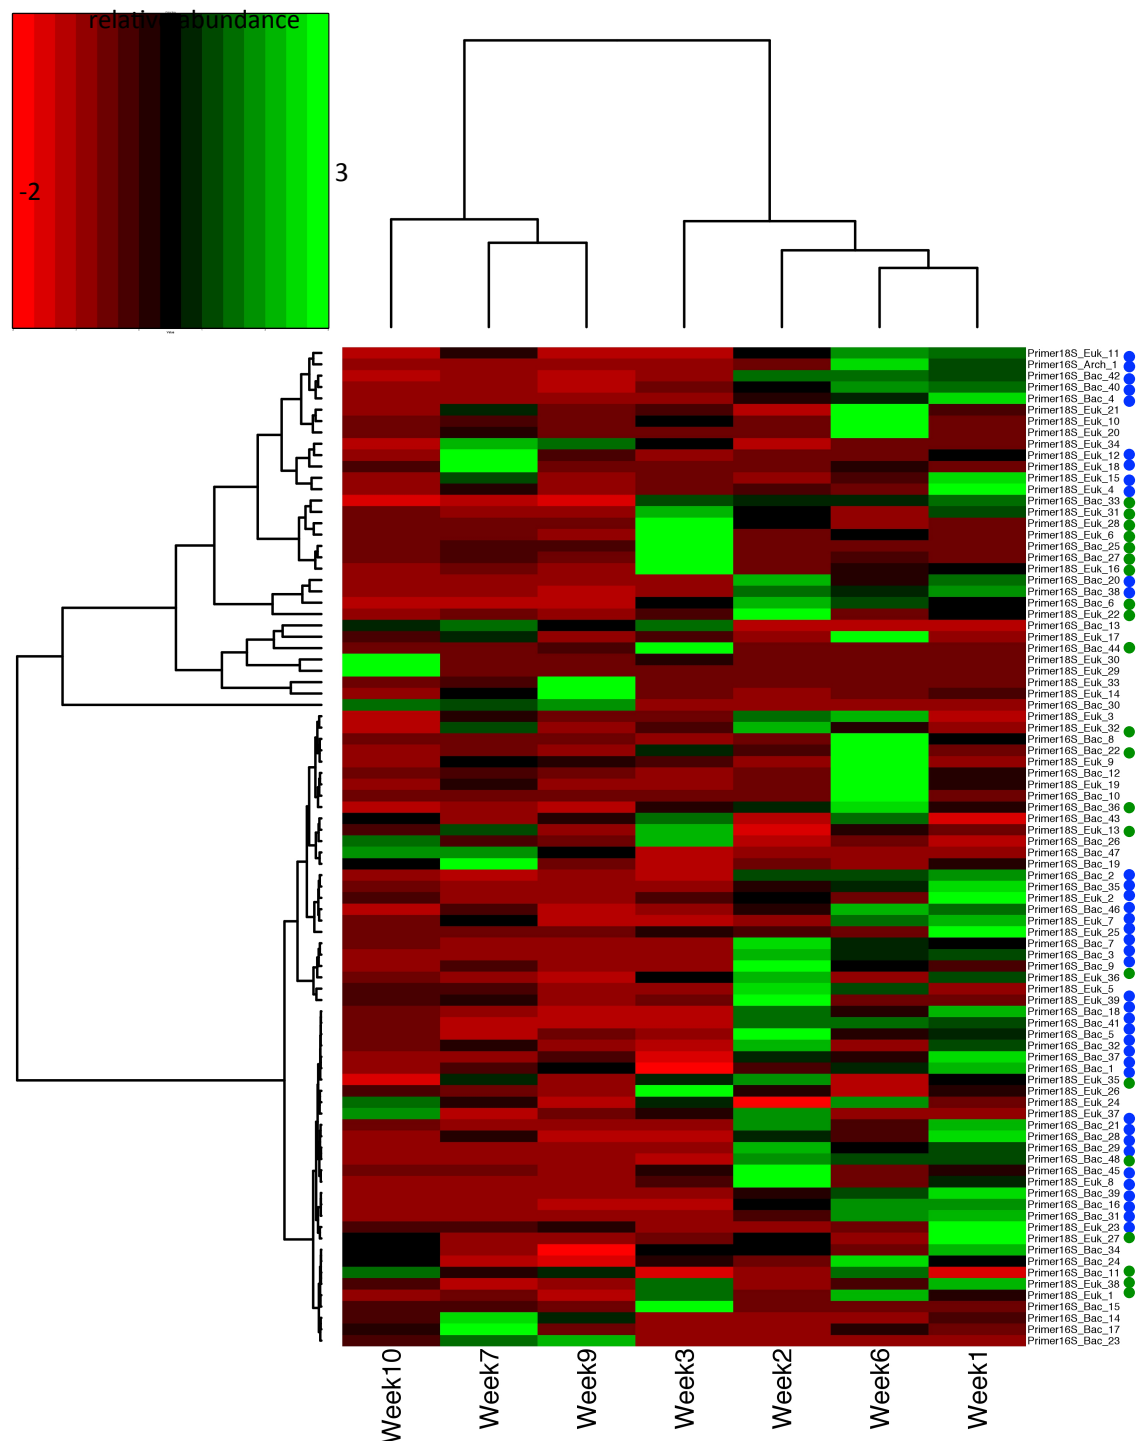 relative abundance
-2
3
Primer18S_Euk_11
Primer16S_Arch_1
Primer16S_Bac_42
Primer16S_Bac_40
Primer16S_Bac_4
Primer18S_Euk_21
Primer18S_Euk_10
Primer18S_Euk_20
Primer18S_Euk_34
Primer18S_Euk_12
Primer18S_Euk_18
Primer18S_Euk_15
Primer18S_Euk_4
Primer16S_Bac_33
Primer18S_Euk_31
Primer18S_Euk_28
Primer18S_Euk_6
Primer16S_Bac_25
Primer16S_Bac_27
Primer18S_Euk_16
Primer16S_Bac_20
Primer16S_Bac_38
Primer16S_Bac_6
Primer18S_Euk_22
Primer16S_Bac_13
Primer18S_Euk_17
Primer16S_Bac_44
Primer18S_Euk_30
Primer18S_Euk_29
Primer18S_Euk_33
Primer18S_Euk_14
Primer16S_Bac_30
Primer18S_Euk_3
Primer18S_Euk_32
Primer16S_Bac_8
Primer16S_Bac_22
Primer18S_Euk_9
Primer16S_Bac_12
Primer18S_Euk_19
Primer16S_Bac_10
Primer16S_Bac_36
Primer16S_Bac_43
Primer18S_Euk_13
Primer16S_Bac_26
Primer16S_Bac_47
Primer16S_Bac_19
Primer16S_Bac_2
Primer16S_Bac_35
Primer18S_Euk_2
Primer16S_Bac_46
Primer18S_Euk_7
Primer18S_Euk_25
Primer16S_Bac_7
Primer16S_Bac_3
Primer16S_Bac_9
Primer18S_Euk_36
Primer18S_Euk_5
Primer18S_Euk_39
Primer16S_Bac_18
Primer16S_Bac_41
Primer16S_Bac_5
Primer16S_Bac_32
Primer16S_Bac_37
Primer16S_Bac_1
Primer18S_Euk_35
Primer18S_Euk_26
Primer18S_Euk_24
Primer18S_Euk_37
Primer16S_Bac_21
Primer16S_Bac_28
Primer16S_Bac_29
Primer16S_Bac_48
Primer16S_Bac_45
Primer18S_Euk_8
Primer16S_Bac_39
Primer16S_Bac_16
Primer16S_Bac_31
Primer18S_Euk_23
Primer18S_Euk_27
Primer16S_Bac_34
Primer16S_Bac_24
Primer16S_Bac_11
Primer18S_Euk_38
Primer18S_Euk_1
Primer16S_Bac_15
Primer16S_Bac_14
Primer16S_Bac_17
Primer16S_Bac_23
Week10
Week7
Week9
Week3
Week2
Week6
Week1